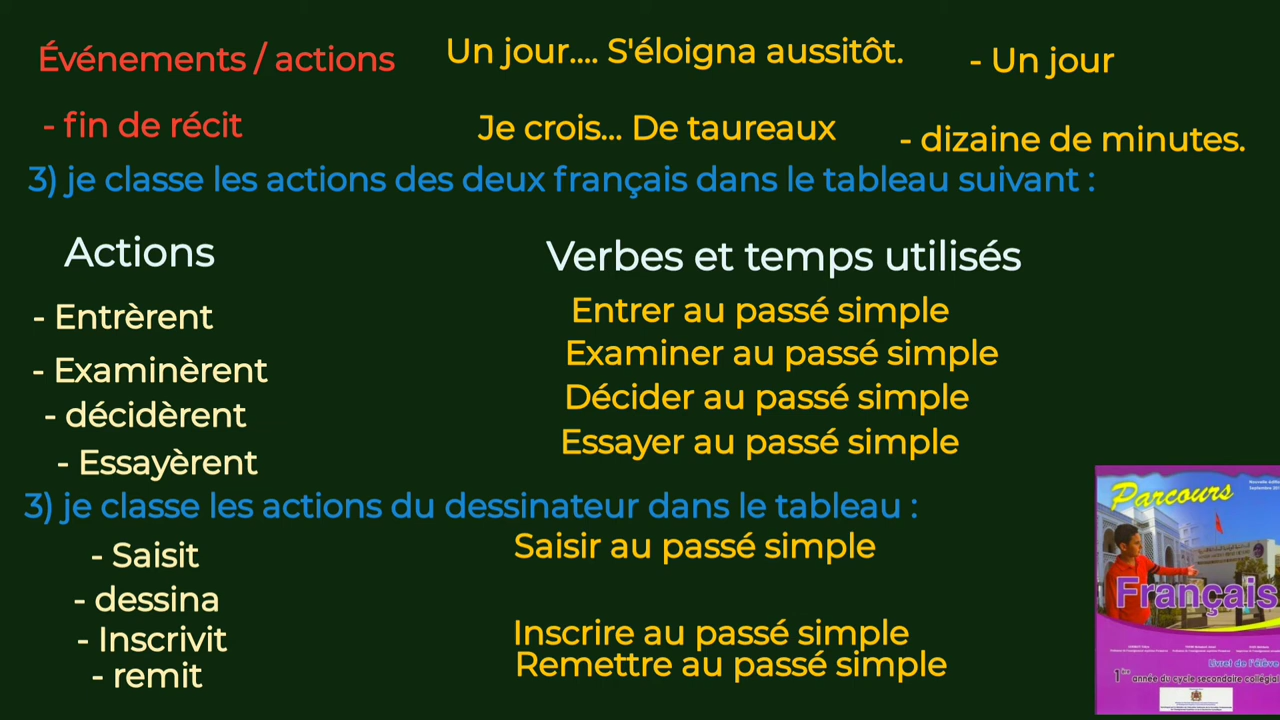 Événements / actions Un jour.... S'éloigna aussitôt. - Un jour
- fin de récit Je crois... De taureaux - dizaine de minutes.
3) je classe les actions des deux français dans le tableau suivant :
Actions Verbes et temps utilisés
- Entrèrent Entrer au passé simple
- Examinèrent Examiner au passé simple
- décidèrent Décider au passé simple
- Essayèrent Essayer au passé simple
3) je classe les actions du dessinateur dans le tableau :
- Saisit Saisir au passé simple
- dessina
- Inscrivit Inscrire au passé simple
- remit Remettre au passé simple
Parcours
Français
Livret de l'élève
1ère année du cycle secondaire collégial